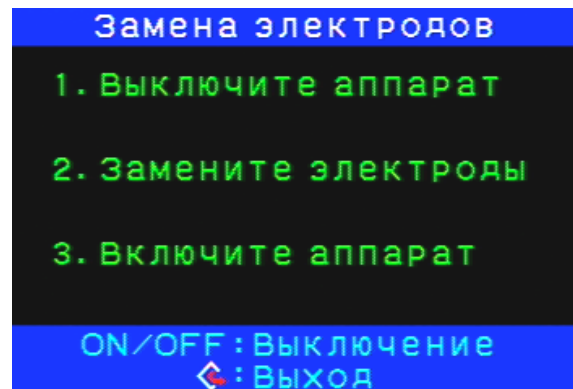 Замена электродов
1. Выключите аппарат
2. Замените электроды
3. Включите аппарат
ON/OFF: Выключение
: Выход